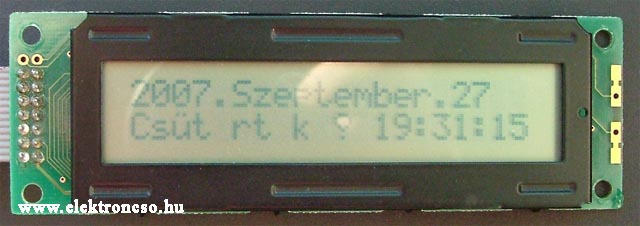 2007.Szeptember.27
Csüt rt k ? 19:31:15
www.elektroncso.hu